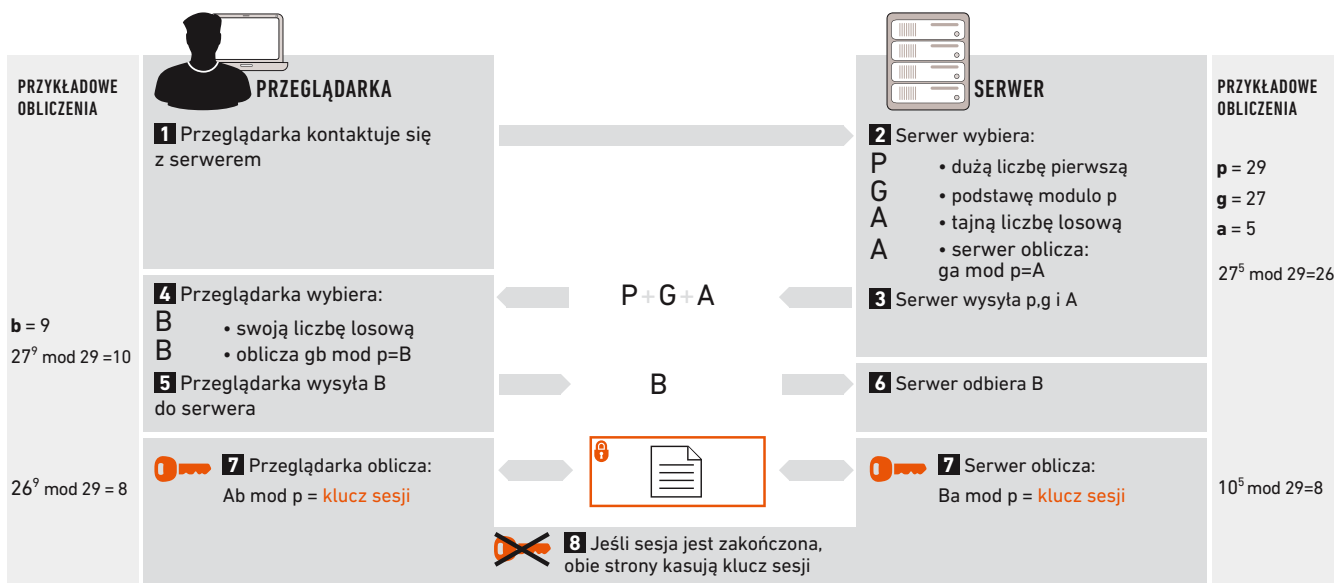 PRZYKŁADOWE
OBLICZENIA
b = 9
27⁹ mod 29 =10
26⁹ mod 29 = 8
PRZEGLĄDARKA
1 Przeglądarka kontaktuje się
z serwerem
4 Przeglądarka wybiera:
B • swoją liczbę losową
B • oblicza gb mod p=B
5 Przeglądarka wysyła B
do serwera
7 Przeglądarka oblicza:
Ab mod p = klucz sesji
P+G+A
B
8 Jeśli sesja jest zakończona,
obie strony kasują klucz sesji
SERWER
2 Serwer wybiera:
P • dużą liczbę pierwszą
G • podstawę modulo p
A • tajną liczbę losową
A • serwer oblicza:
ga mod p=A
3 Serwer wysyła p,g i A
6 Serwer odbiera B
7 Serwer oblicza:
Ba mod p = klucz sesji
PRZYKŁADOWE
OBLICZENIA
p = 29
g = 27
a = 5
27⁵ mod 29=26
10⁵ mod 29=8